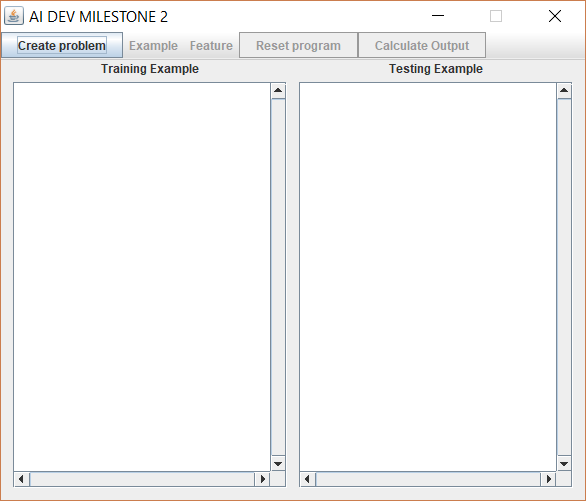 AI DEV MILESTONE 2
Create problem Example Feature Reset program Calculate Output
Training Example Testing Example